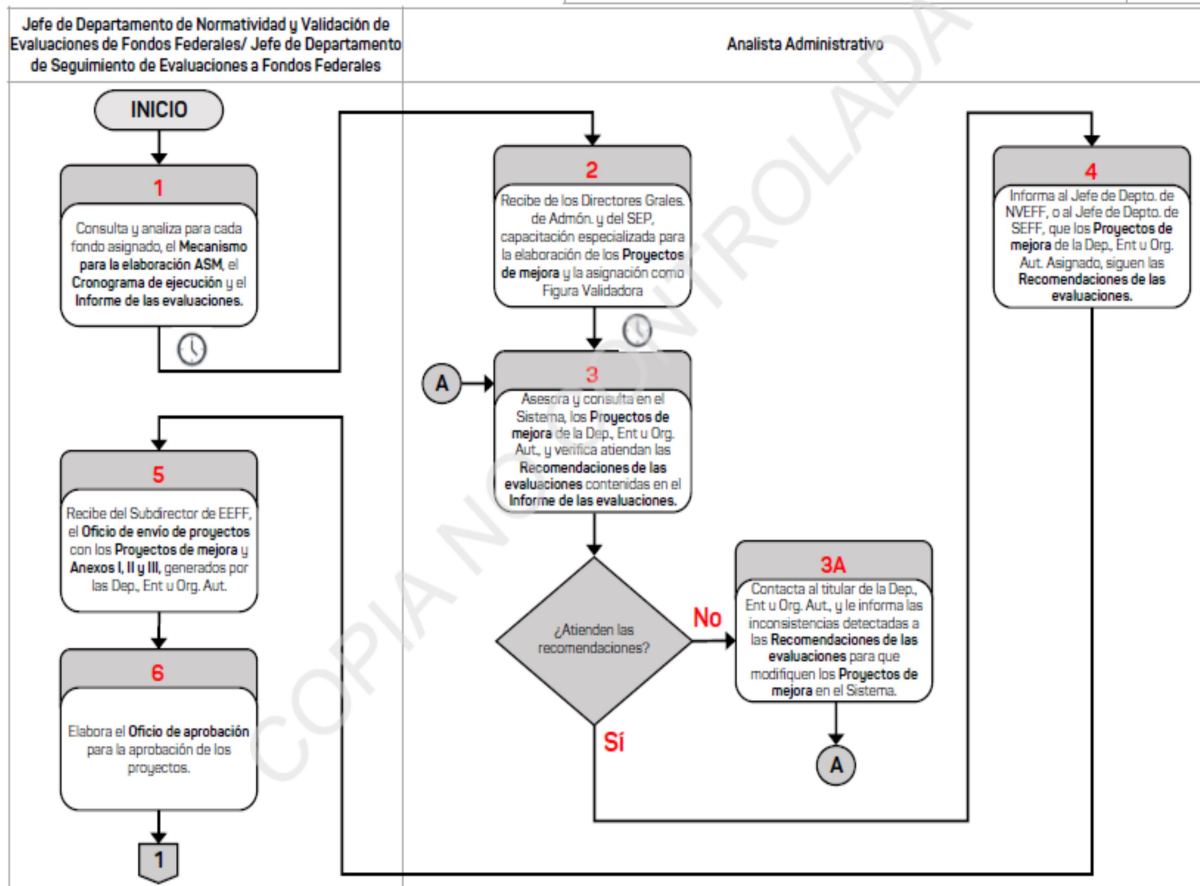 Jefe de Departamento de Normatividad y Validación de
Evaluaciones de Fondos Federales/ Jefe de Departamento
de Seguimiento de Evaluaciones a Fondos Federales
Analista Administrativo
INICIO
1
Consulta y analiza para cada
fondo asignado, el Mecanismo
para la elaboración ASM, el
Cronograma de ejecución y el
Informe de las evaluaciones.
2
Recibe de los Directores Grales.
de Admón. y del SEP,
capacitación especializada para
la elaboración de los Proyectos
de mejora y la asignación como
Figura Validadora
A
3
Asesora y consulta en el
Sistema, los Proyectos de
mejora de la Dep., Ent u Org.
Aut., y verifica atiendan las
Recomendaciones de las
evaluaciones contenidas en el
Informe de las evaluaciones.
¿Atienden las
recomendaciones?
No
3A
Contacta al titular de la Dep.,
Ent u Org. Aut., y le informa las
inconsistencias detectadas a
las Recomendaciones de las
evaluaciones para que
modifiquen los Proyectos de
mejora en el Sistema.
A
Sí
4
Informa al Jefe de Depto. de
NVEFF, o al Jefe de Depto. de
SEFF, que los Proyectos de
mejora de la Dep., Ent u Org.
Aut. Asignado, siguen las
Recomendaciones de las
evaluaciones.
5
Recibe del Subdirector de EEFF,
el Oficio de envío de proyectos
con los Proyectos de mejora y
Anexos I, II y III, generados por
las Dep., Ent u Org. Aut.
6
Elabora el Oficio de aprobación
para la aprobación de los
proyectos.
1
COPIA NO CONTROLADA